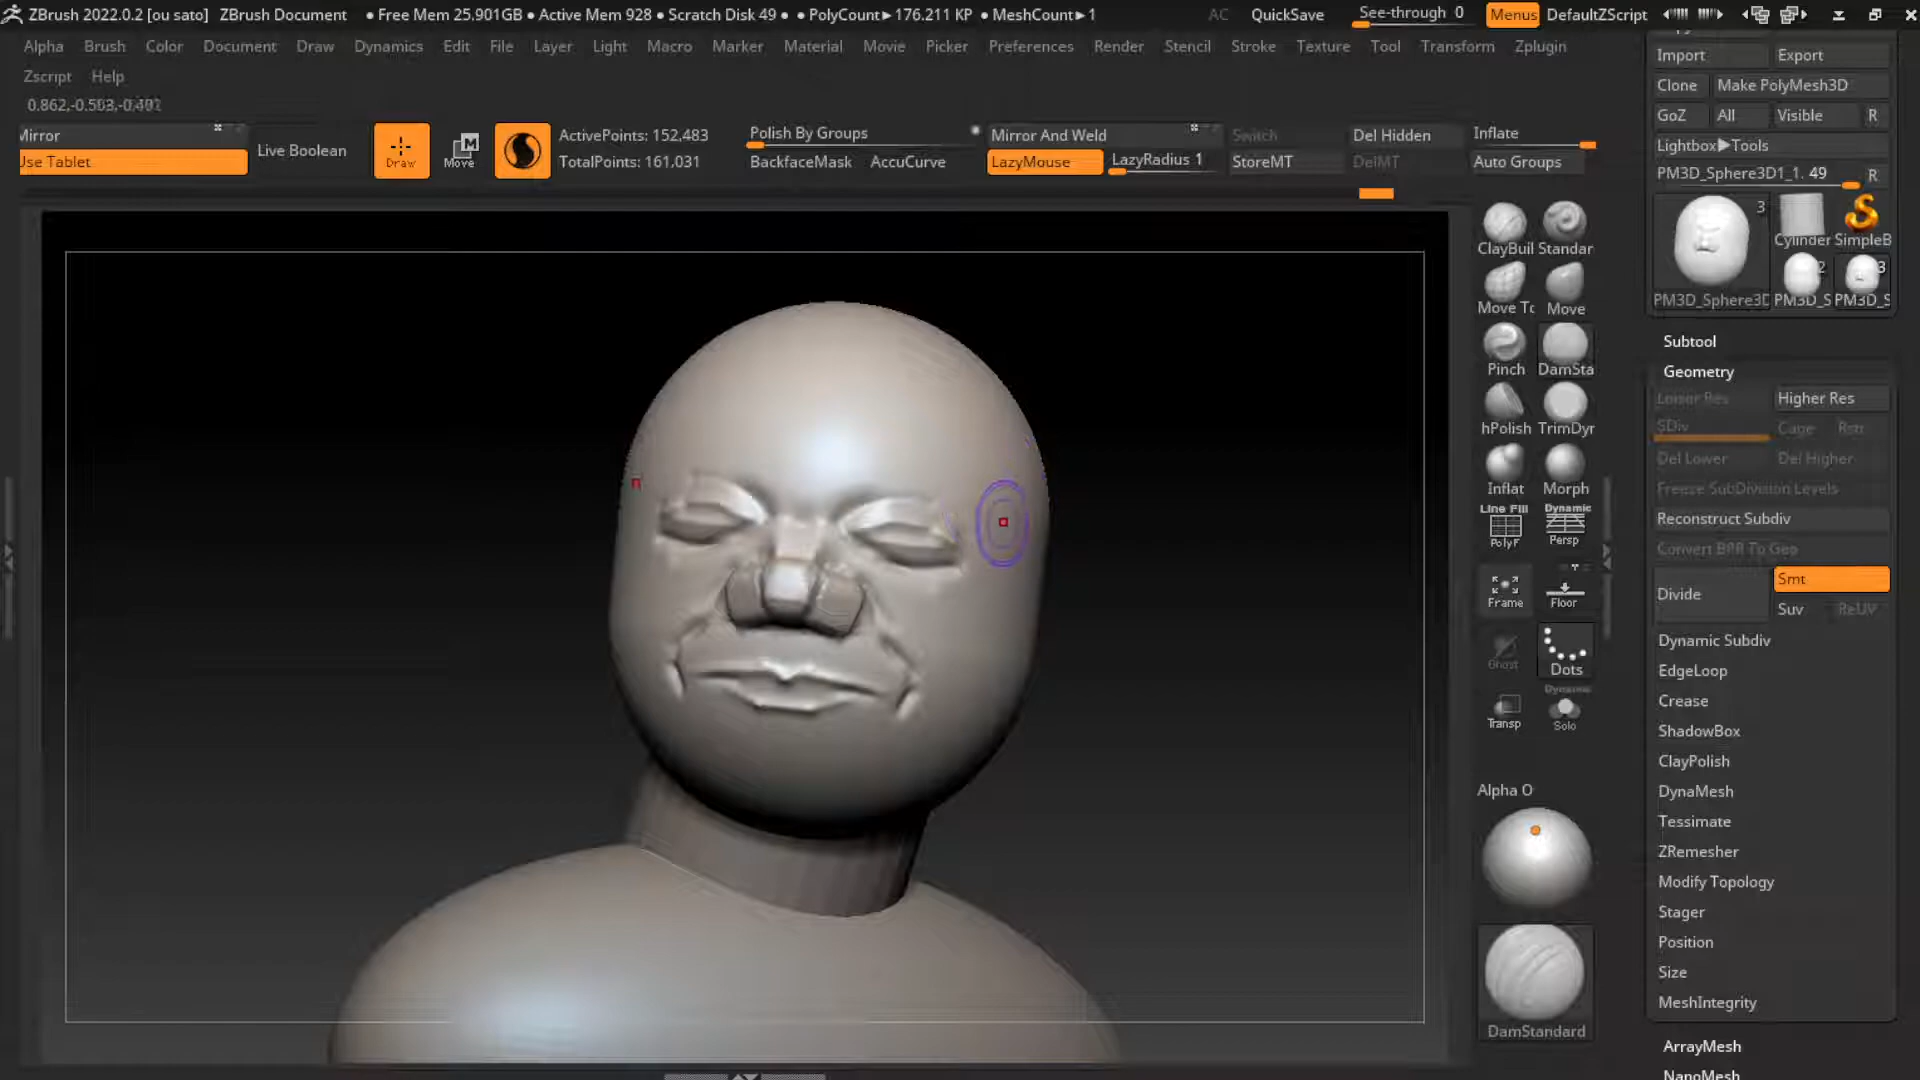 ZBrush 2022.0.2 [ou sato] ZBrush Document • Free Mem 25.901GB • Active Mem 928 • Scratch Disk 49 • • PolyCount▶176.211 KP • MeshCount▶1 AC QuickSave See-through 0 Menus DefaultZScript
Alpha Brush Color Document Draw Dynamics Edit File Layer Light Macro Marker Material Movie Picker Preferences Render Stencil Stroke Texture Tool Transform Zplugin
Zscript Help
Mirror
Use Tablet
Live Boolean
Draw
Move
ActivePoints: 152,483
TotalPoints: 161,031
Polish By Groups
BackfaceMask AccuCurve
Mirror And Weld
LazyMouse LazyRadius 1
Switch
StoreMT
Del Hidden
DelMT
Inflate
Auto Groups
ClayBuil Standar
Move To Move
Pinch DamSta
hPolish TrimDyr
Inflat Morph
Line Fill Dynamic
PolyF Persp
Frame Floor
Ghost
Dots
Dynamic
Transp Solo
Alpha O
DamStandard
Import Export
Clone Make PolyMesh3D
GoZ All Visible R
Lightbox▶Tools
PM3D_Sphere3D1_1. 49 R
3
Cylinder SimpleB
2 3
PM3D_Sphere3D PM3D_S PM3D_S
Subtool
Geometry
Lower Res Higher Res
SDiv Cage Rstr
Del Lower Del Higher
Freeze SubDivision Levels
Reconstruct Subdiv
Convert BPR To Geo
Divide
Smt
Suv ReUV
Dynamic Subdiv
EdgeLoop
Crease
ShadowBox
ClayPolish
DynaMesh
Tessimate
ZRemesher
Modify Topology
Stager
Position
Size
MeshIntegrity
ArrayMesh
NanoMesh